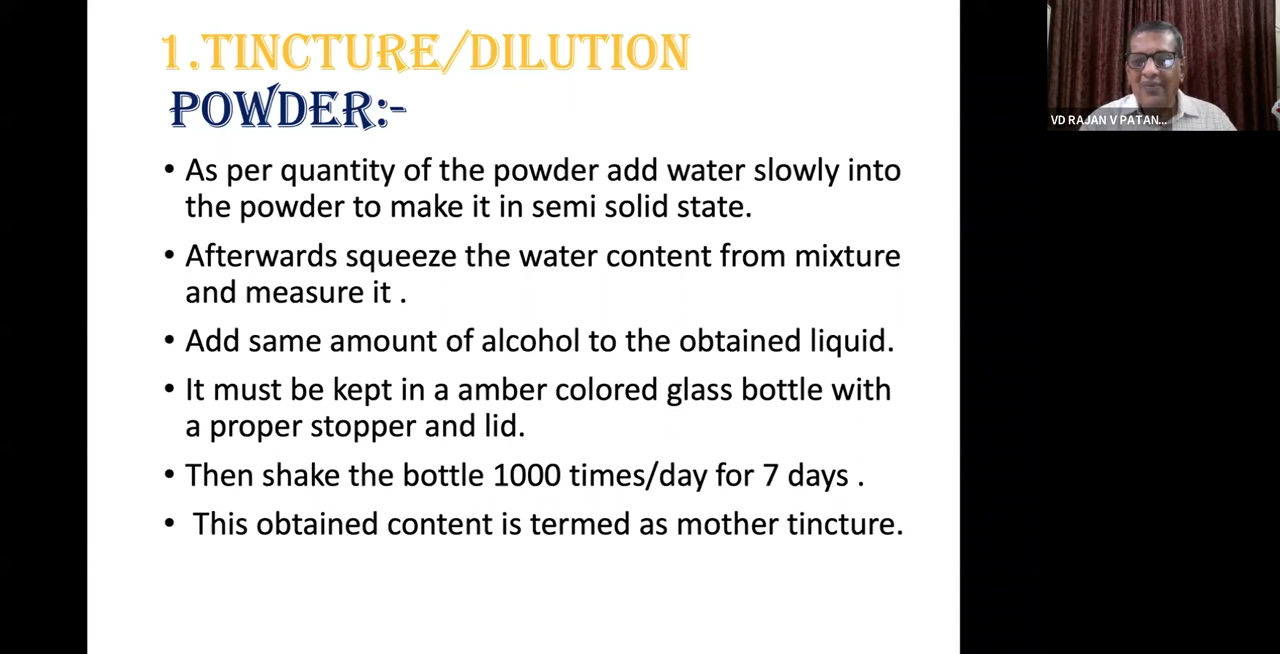 1.TINCTURE/DILUTION
POWDER:-
• As per quantity of the powder add water slowly into
the powder to make it in semi solid state.
• Afterwards squeeze the water content from mixture
and measure it .
• Add same amount of alcohol to the obtained liquid.
• It must be kept in a amber colored glass bottle with
a proper stopper and lid.
• Then shake the bottle 1000 times/day for 7 days .
• This obtained content is termed as mother tincture.
VD RAJAN V PATAN...